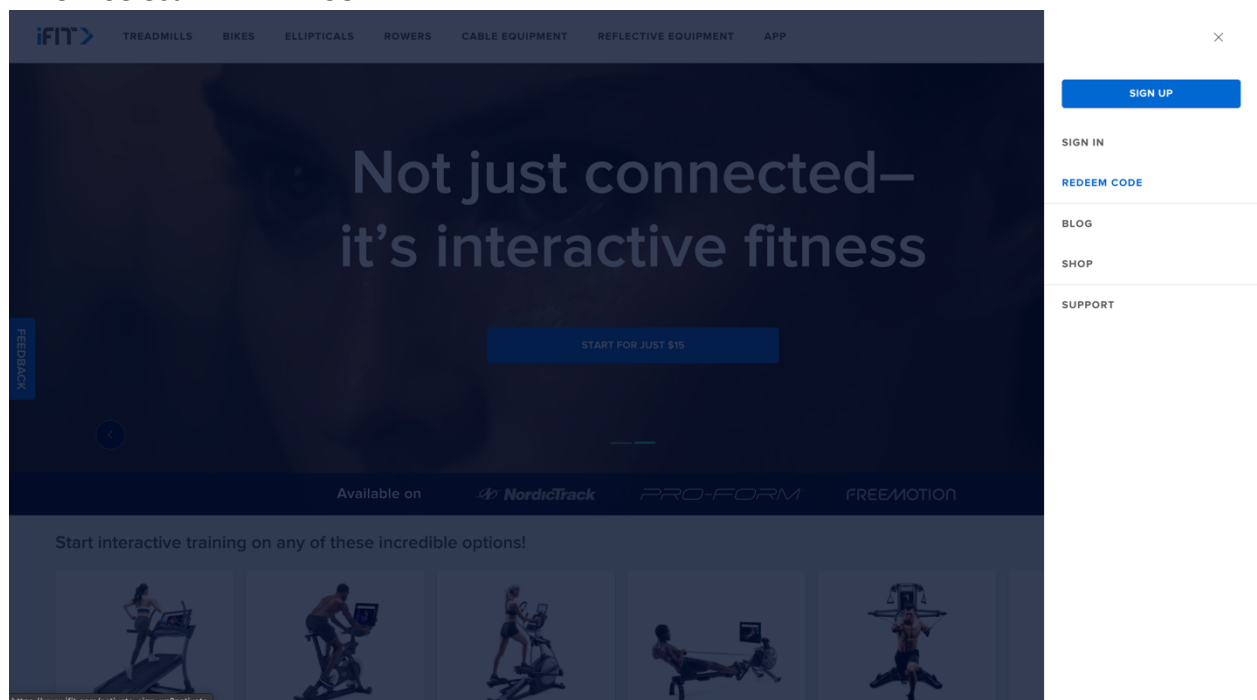 iFIT
TREADMILLS BIKES ELLIPTICALS ROWERS CABLE EQUIPMENT REFLECTIVE EQUIPMENT APP
SIGN UP
SIGN IN
REDEEM CODE
BLOG
SHOP
SUPPORT
Not just connected–
it’s interactive fitness
START FOR JUST $15
FEEDBACK
Available on NordicTrack PRO-FORM FREEMOTION
Start interactive training on any of these incredible options!